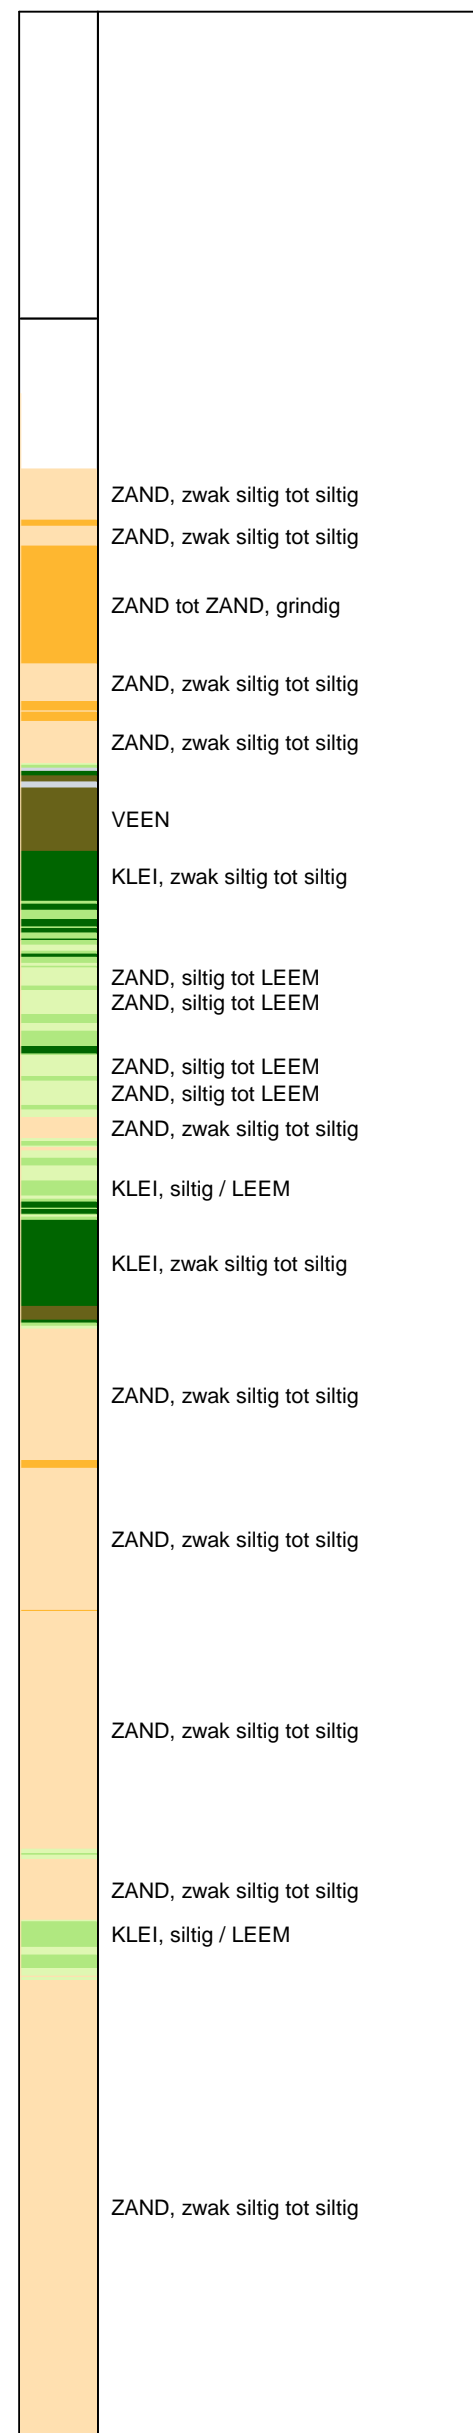 ZAND, zwak siltig tot siltig
ZAND, zwak siltig tot siltig
ZAND tot ZAND, grindig
ZAND, zwak siltig tot siltig
ZAND, zwak siltig tot siltig
VEEN
KLEI, zwak siltig tot siltig
ZAND, siltig tot LEEM
ZAND, siltig tot LEEM
ZAND, siltig tot LEEM
ZAND, siltig tot LEEM
ZAND, zwak siltig tot siltig
KLEI, siltig / LEEM
KLEI, zwak siltig tot siltig
ZAND, zwak siltig tot siltig
ZAND, zwak siltig tot siltig
ZAND, zwak siltig tot siltig
ZAND, zwak siltig tot siltig
KLEI, siltig / LEEM
ZAND, zwak siltig tot siltig